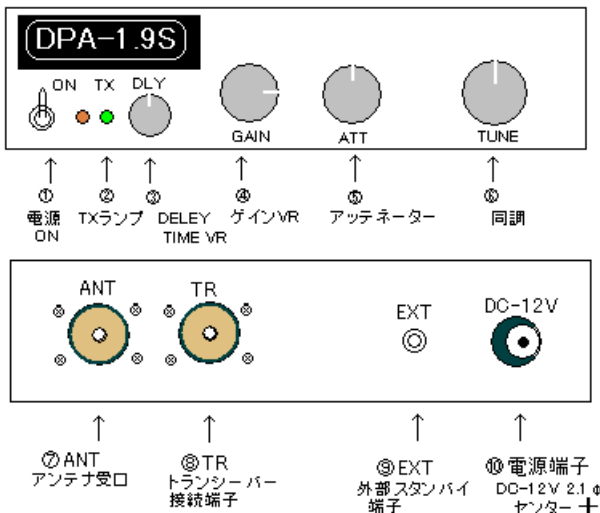 DPA-1.9S
ON TX DLY
GAIN ATT TUNE
① ② ③ ④ ⑤ ⑥
電源 TXランプ DELEY ゲインVR アッテネーター 同調
ON TIME VR
ANT TR EXT DC-12V
⑦ANT ⑧TR ⑨EXT ⑩電源端子
アンテナ受口 トランシーバー 外部スタンバイ DC-12V 2.1φ
接続端子 端子 センター+